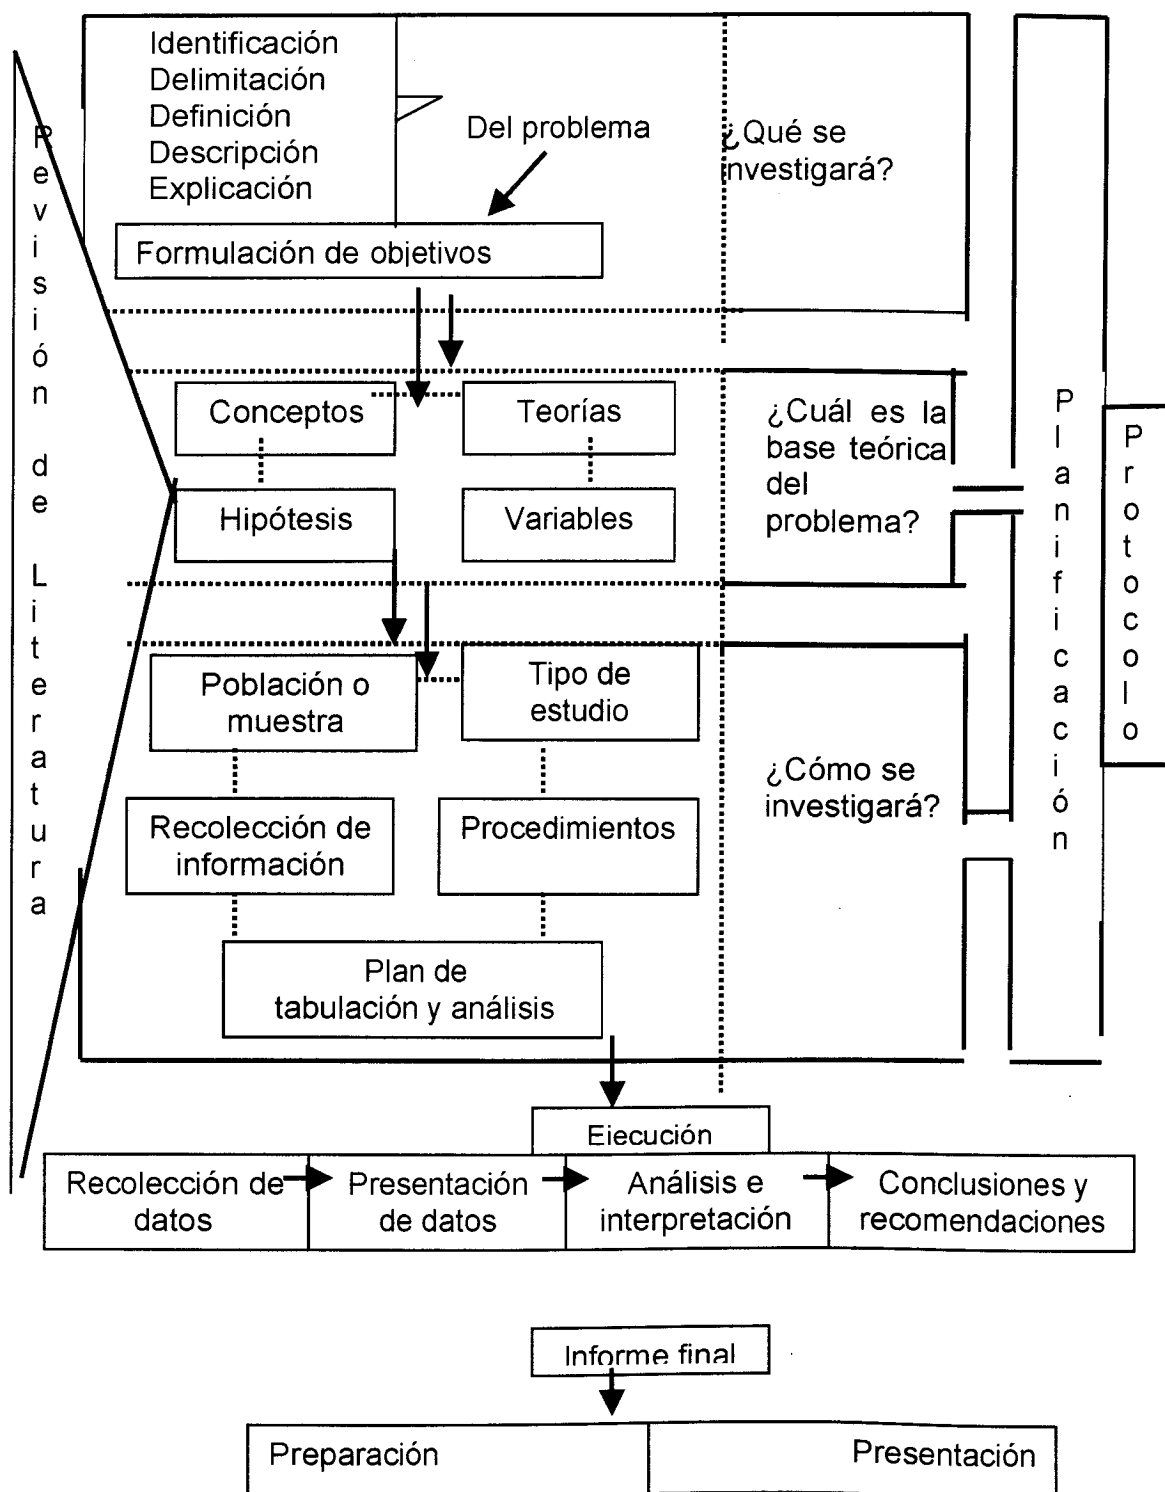 Identificación
Delimitación
Definición
Descripción
Explicación
Del problema
¿Qué se
investigará?
Formulación de objetivos
Revisión de Literatura
Conceptos
Teorías
¿Cuál es la
base teórica
del
problema?
Hipótesis
Variables
Planificación
Protocolo
Población o
muestra
Tipo de
estudio
¿Cómo se
investigará?
Recolección de
información
Procedimientos
Plan de
tabulación y análisis
Ejecución
Recolección de
datos
Presentación
de datos
Análisis e
interpretación
Conclusiones y
recomendaciones
Informe final
Preparación
Presentación